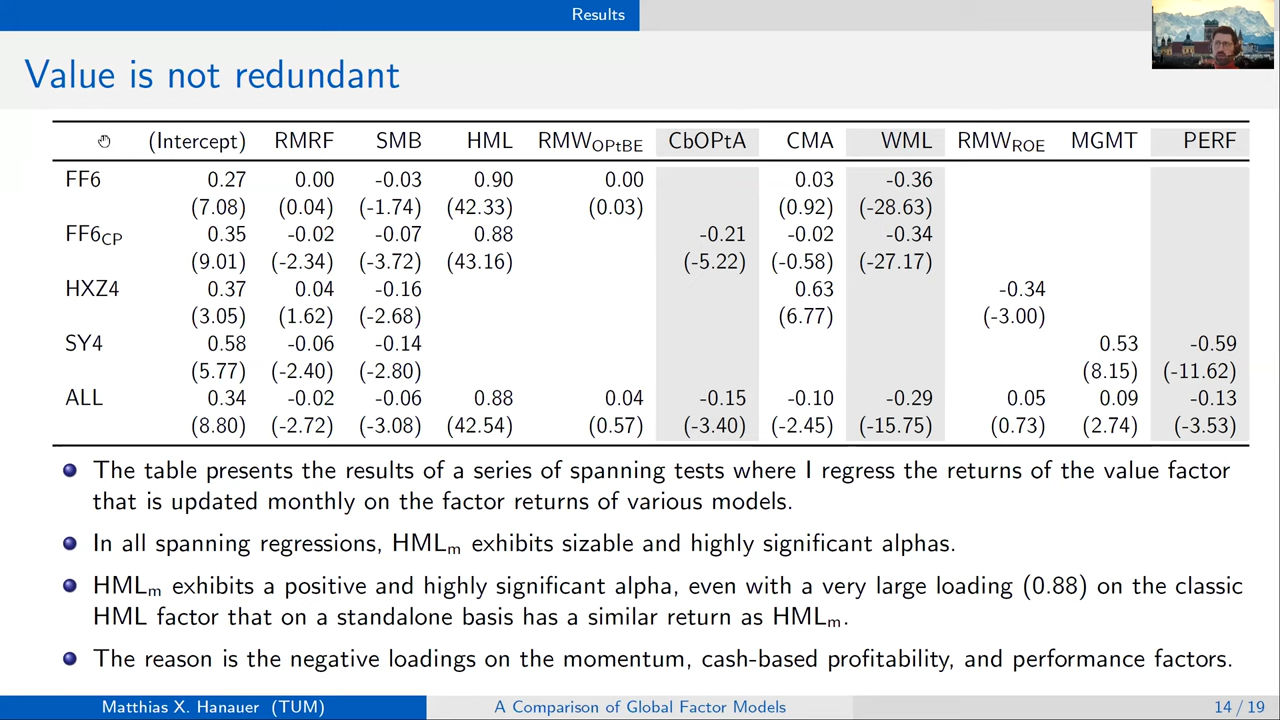 Results
Value is not redundant
(Intercept) RMRF SMB HML RMW_OPtBE CbOPtA CMA WML RMW_ROE MGMT PERF
FF6 0.27 0.00 -0.03 0.90 0.00 0.03 -0.36
(7.08) (0.04) (-1.74) (42.33) (0.03) (0.92) (-28.63)
FF6_CP 0.35 -0.02 -0.07 0.88 -0.21 -0.02 -0.34
(9.01) (-2.34) (-3.72) (43.16) (-5.22) (-0.58) (-27.17)
HXZ4 0.37 0.04 -0.16 0.63 -0.34
(3.05) (1.62) (-2.68) (6.77) (-3.00)
SY4 0.58 -0.06 -0.14 0.53 -0.59
(5.77) (-2.40) (-2.80) (8.15) (-11.62)
ALL 0.34 -0.02 -0.06 0.88 0.04 -0.15 -0.10 -0.29 0.05 0.09 -0.13
(8.80) (-2.72) (-3.08) (42.54) (0.57) (-3.40) (-2.45) (-15.75) (0.73) (2.74) (-3.53)
The table presents the results of a series of spanning tests where I regress the returns of the value factor
that is updated monthly on the factor returns of various models.
In all spanning regressions, HML_m exhibits sizable and highly significant alphas.
HML_m exhibits a positive and highly significant alpha, even with a very large loading (0.88) on the classic
HML factor that on a standalone basis has a similar return as HML_m.
The reason is the negative loadings on the momentum, cash-based profitability, and performance factors.
Matthias X. Hanauer (TUM) A Comparison of Global Factor Models 14 / 19